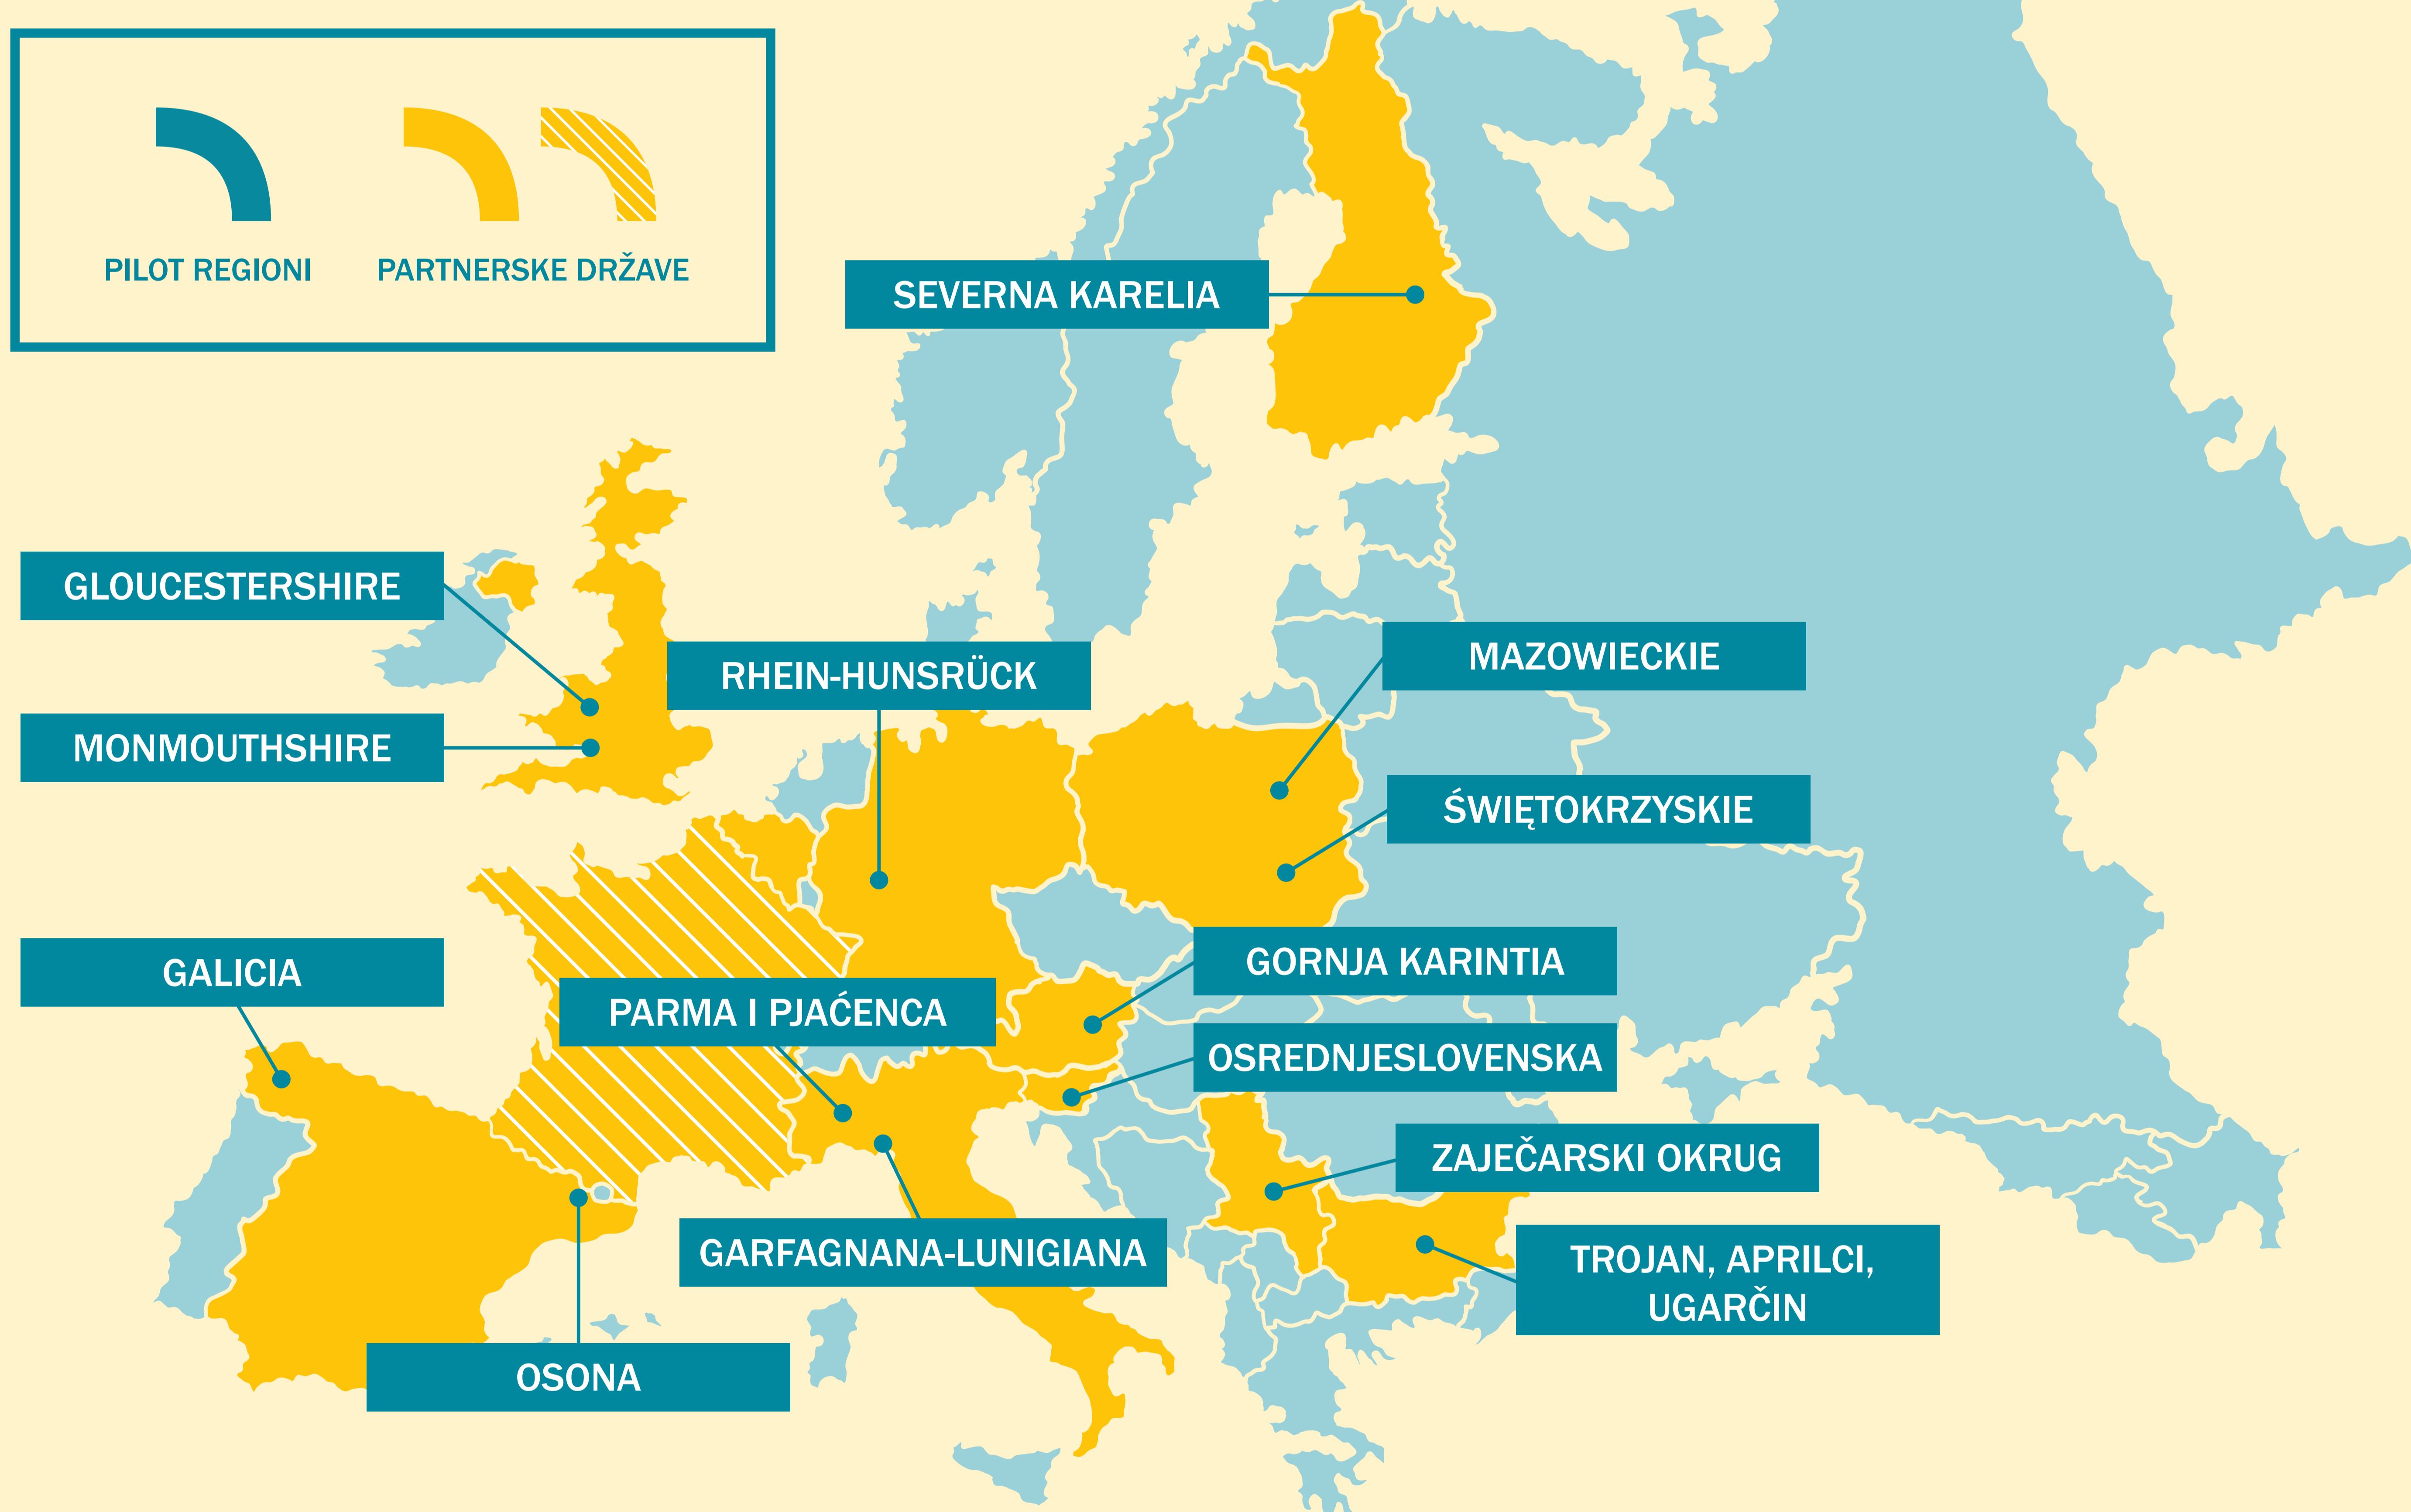 PILOT REGIONI
PARTNERSKE DRŽAVE
SEVERNA KARELIA
GLOUCESTERSHIRE
MONMOUTHSHIRE
RHEIN-HUNSRÜCK
MAZOWIECKIE
ŚWIĘTOKRZYSKIE
GALICIA
PARMA I PJAĆENCA
GORNJA KARINTIA
OSREDNJESLOVENSKA
ZAJEČARSKI OKRUG
GARFAGNANA-LUNIGIANA
TROJAN, APRILCI,
UGARČIN
OSONA